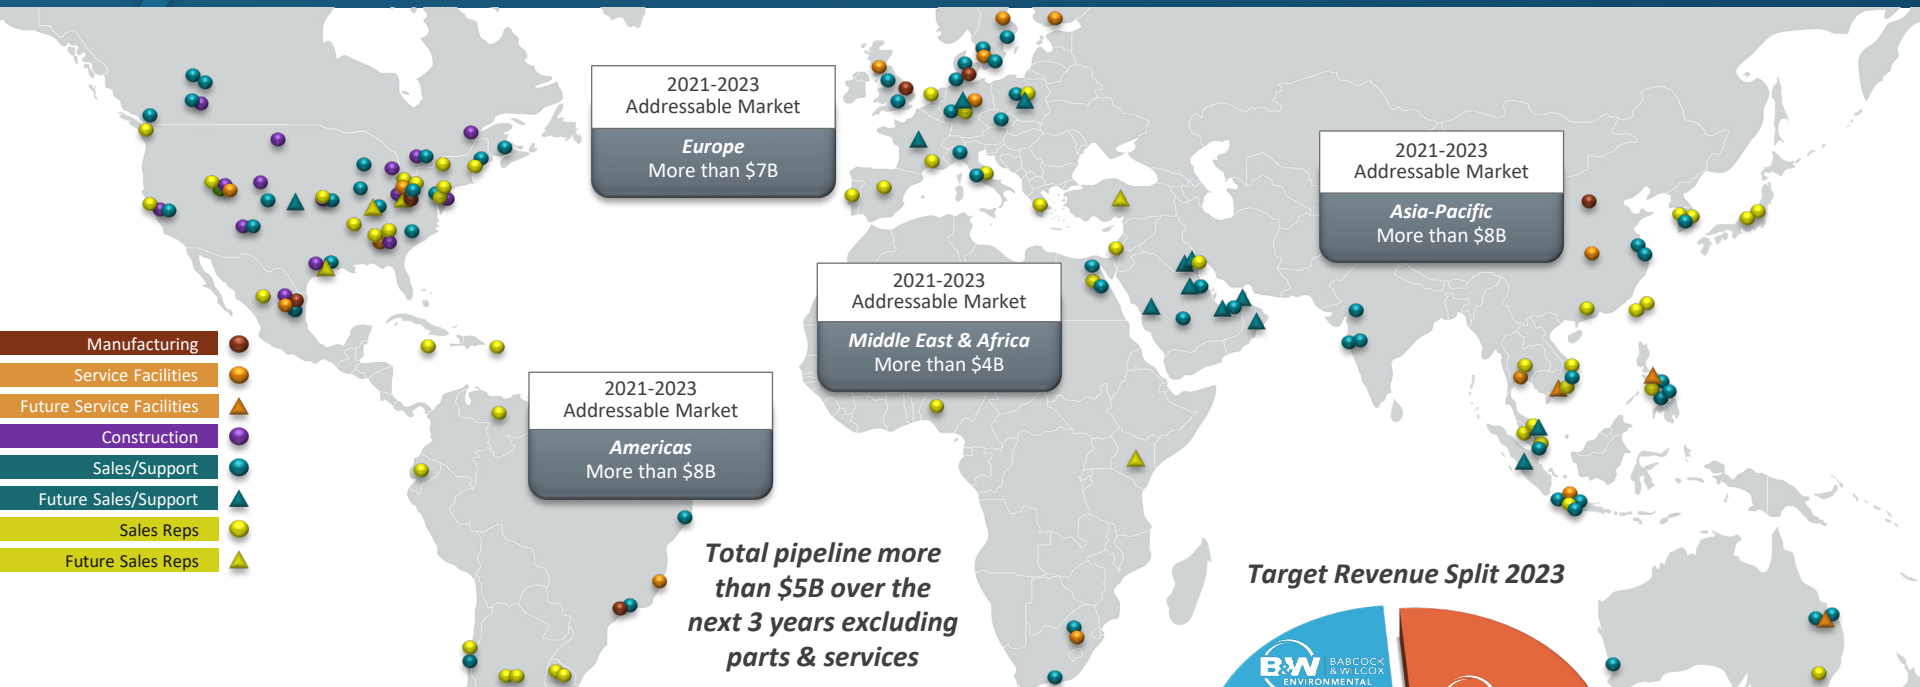 2021-2023
Addressable Market
Europe
More than $7B
2021-2023
Addressable Market
Asia-Pacific
More than $8B
2021-2023
Addressable Market
Middle East & Africa
More than $4B
Manufacturing
Service Facilities
Future Service Facilities
Construction
Sales/Support
Future Sales/Support
Sales Reps
Future Sales Reps
2021-2023
Addressable Market
Americas
More than $8B
Total pipeline more
than $5B over the
next 3 years excluding
parts & services
Target Revenue Split 2023
B&W BABCOCK
& WILCOX
ENVIRONMENTAL